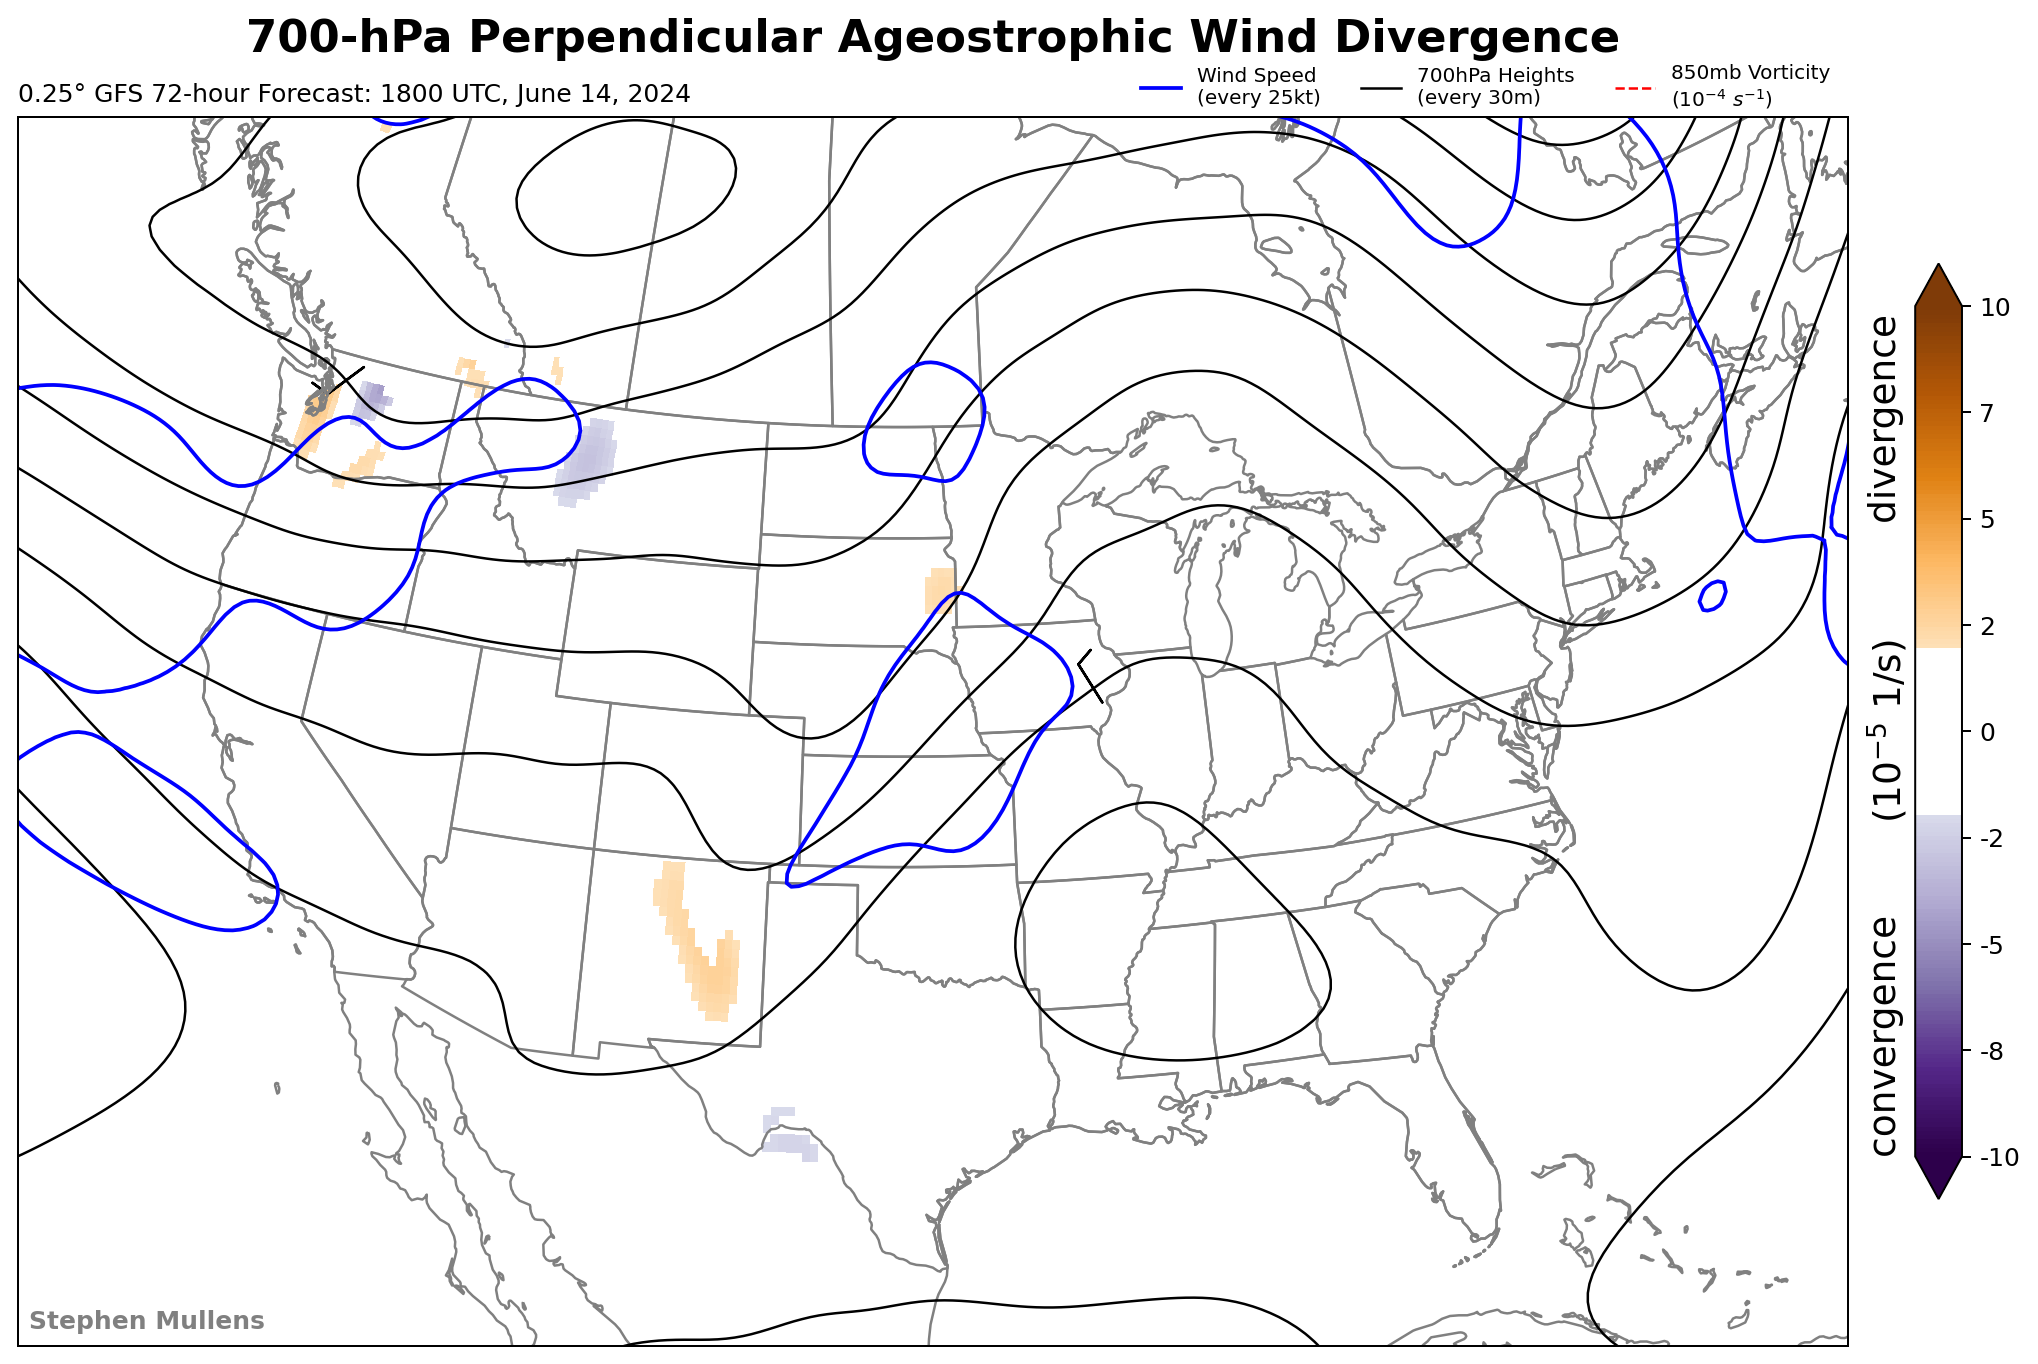 700-hPa Perpendicular Ageostrophic Wind Divergence
0.25° GFS 72-hour Forecast: 1800 UTC, June 14, 2024
Wind Speed
(every 25kt)
700hPa Heights
(every 30m)
850mb Vorticity
(10⁻⁴ s⁻¹)
10
7
5
2
0
-2
-5
-8
-10
convergence (10⁻⁵ 1/s) divergence
Stephen Mullens